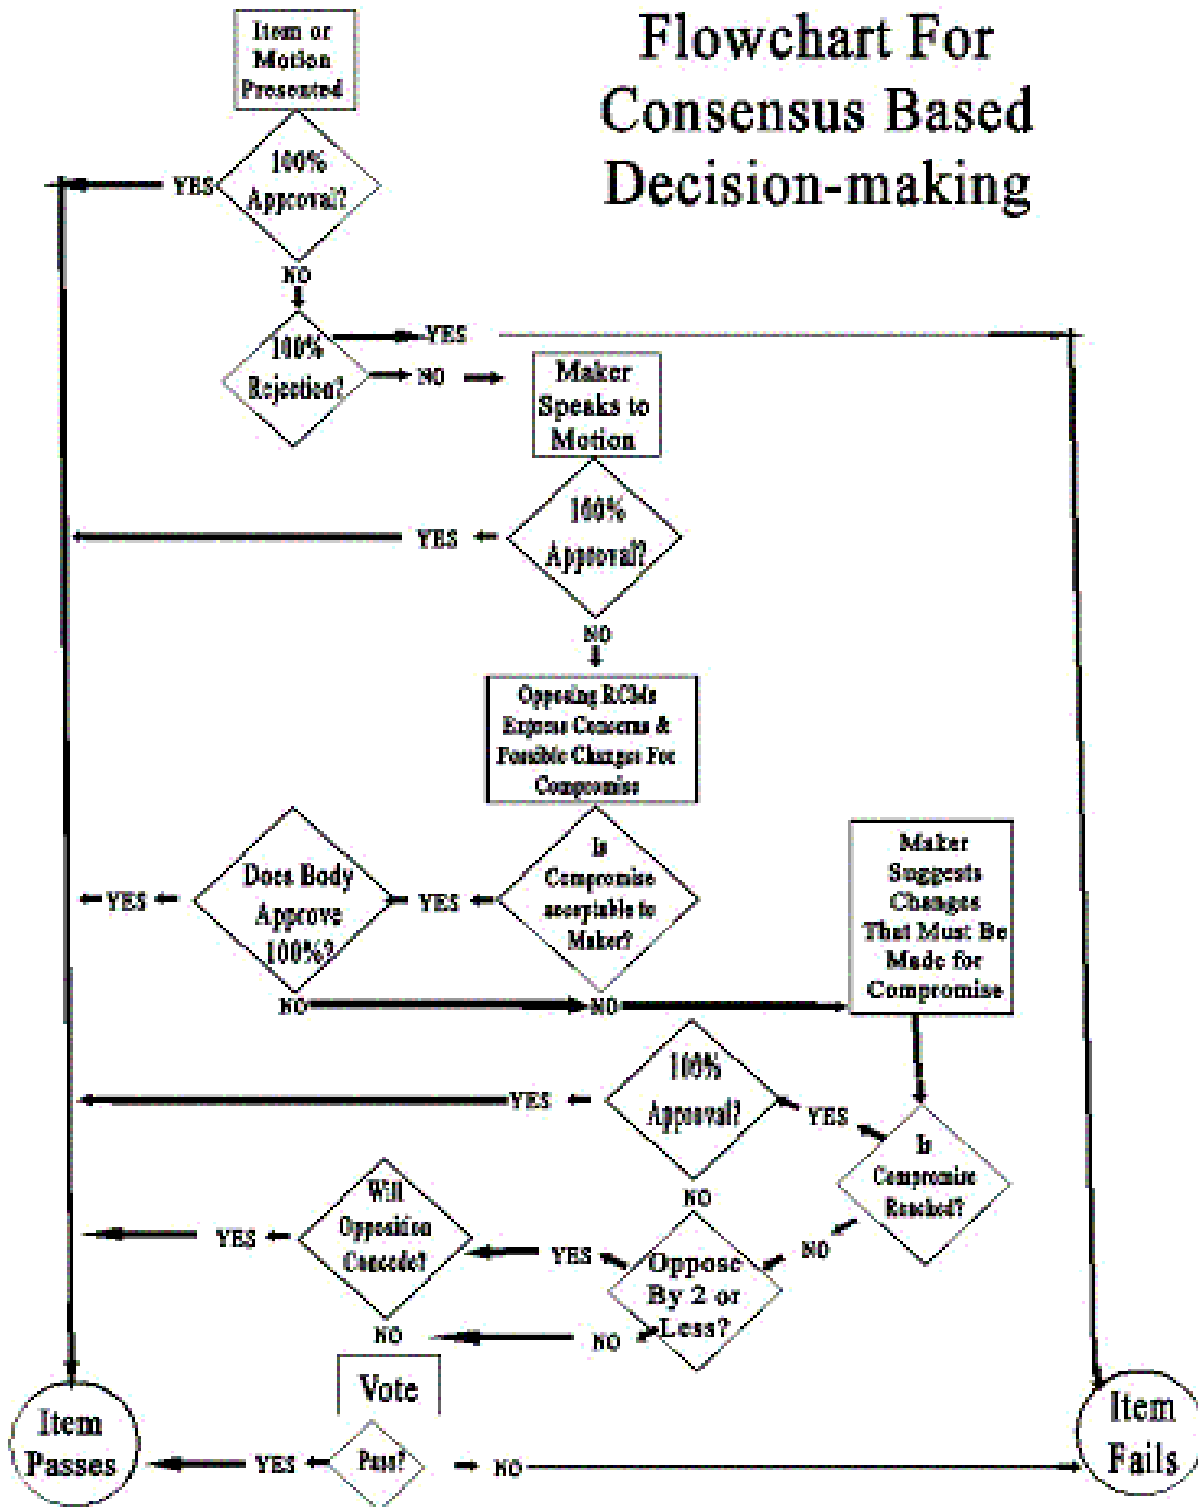 Flowchart For
Consensus Based
Decision-making
Item or
Motion
Presented
100%
Approval?
YES
NO
100%
Rejection?
YES
NO
Maker
Speaks to
Motion
100%
Approval?
YES
NO
Opposing RCMs
Express Concerns &
Possible Changes For
Compromise
Is
Compromise
acceptable to
Maker?
YES
Does Body
Approve
100%?
YES
NO
NO
Maker
Suggests
Changes
That Must Be
Made for
Compromise
Is
Compromise
Reached?
YES
100%
Approval?
YES
NO
NO
Oppose
By 2 or
Less?
YES
Will
Opposition
Concede?
YES
NO
NO
Vote
Pass?
YES
NO
Item
Passes
Item
Fails